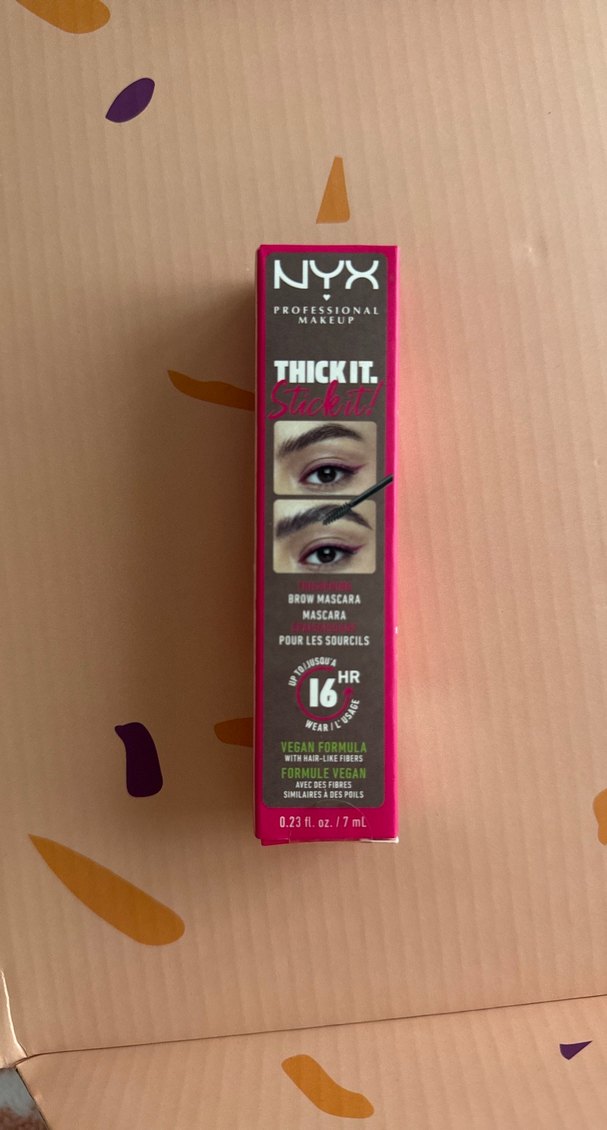 NYX
PROFESSIONAL
MAKEUP
THICK IT.
Stick it!
THICKENING
BROW MASCARA
MASCARA
ÉPAISSISSANT
POUR LES SOURCILS
UP TO / JUSQU'À
16 HR
WEAR / L'USAGE
VEGAN FORMULA
WITH HAIR-LIKE FIBERS
FORMULE VEGAN
AVEC DES FIBRES
SIMILAIRES À DES POILS
0.23 fl. oz. / 7 mL